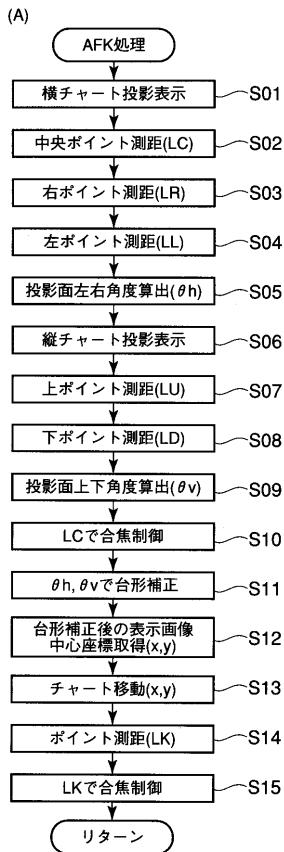 (A)
AFK処理
横チャート投影表示
S01
中央ポイント測距(LC)
S02
右ポイント測距(LR)
S03
左ポイント測距(LL)
S04
投影面左右角度算出(θh)
S05
縦チャート投影表示
S06
上ポイント測距(LU)
S07
下ポイント測距(LD)
S08
投影面上下角度算出(θv)
S09
LCで合焦制御
S10
θh, θvで台形補正
S11
台形補正後の表示画像
中心座標取得(x,y)
S12
チャート移動(x,y)
S13
ポイント測距(LK)
S14
LKで合焦制御
S15
リターン